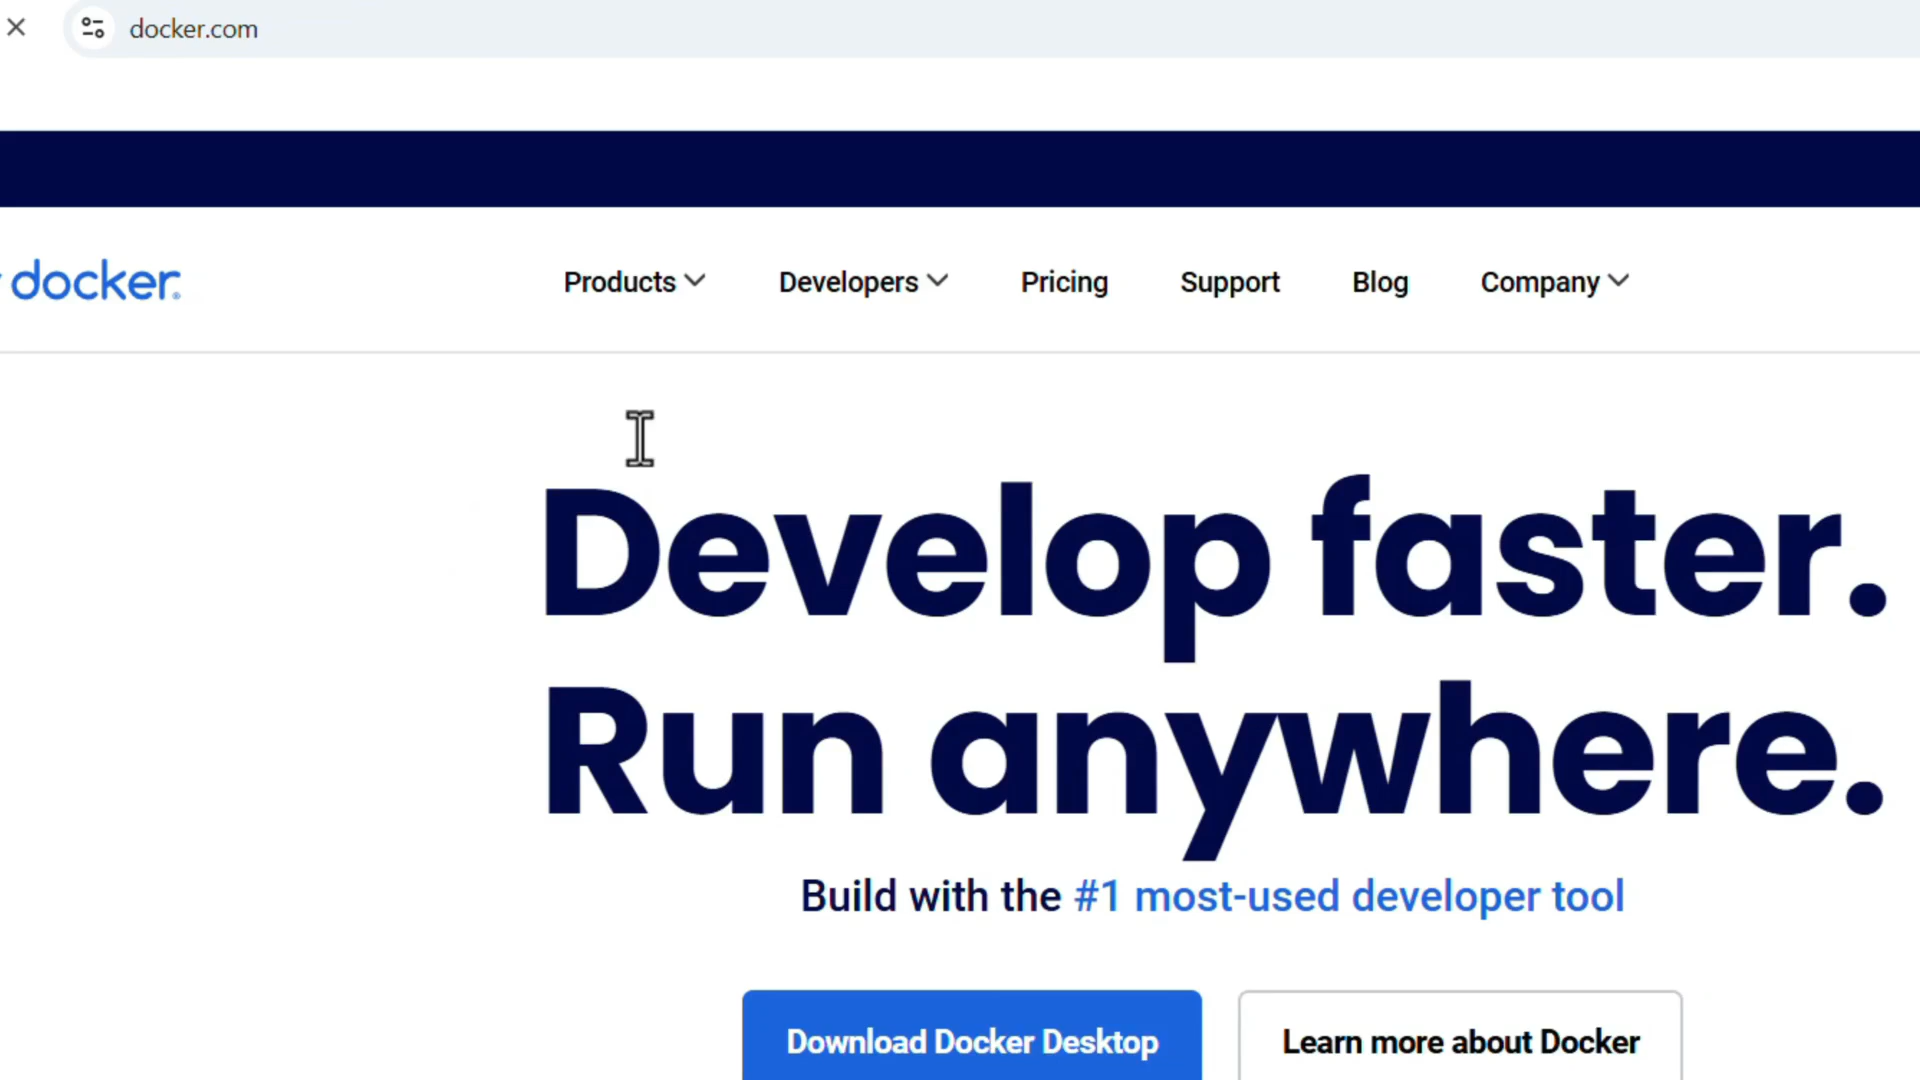 docker.com
docker
Products Developers Pricing Support Blog Company
Develop faster.
Run anywhere.
Build with the #1 most-used developer tool
Download Docker Desktop Learn more about Docker